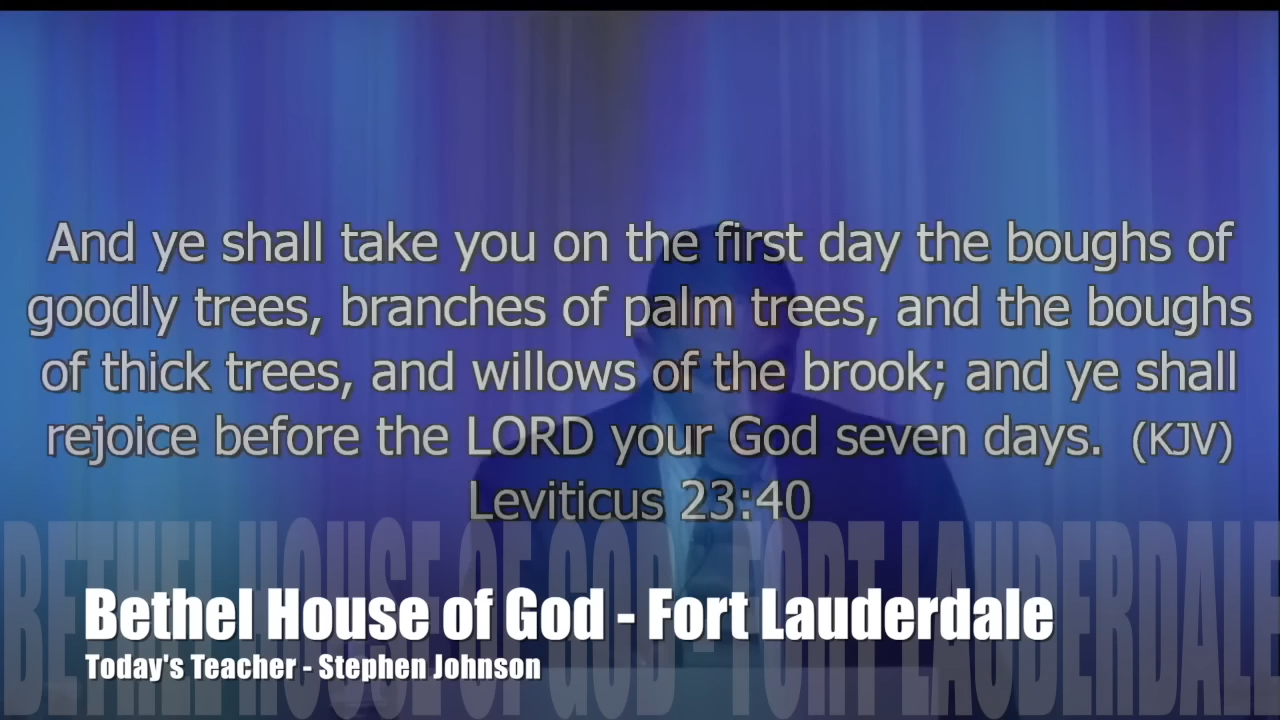 And ye shall take you on the first day the boughs of
goodly trees, branches of palm trees, and the boughs
of thick trees, and willows of the brook; and ye shall
rejoice before the LORD your God seven days. (KJV)
Leviticus 23:40
BETHEL HOUSE OF GOD - FORT LAUDERDALE
Bethel House of God - Fort Lauderdale
Today's Teacher - Stephen Johnson